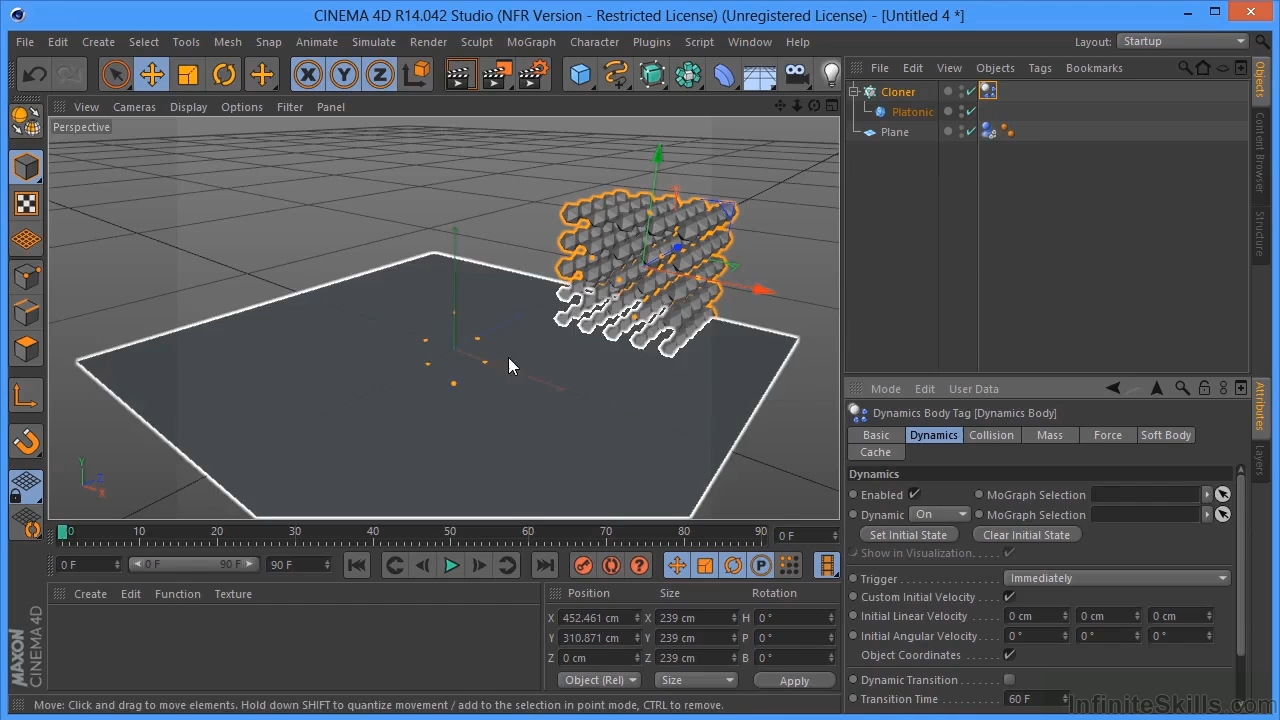 CINEMA 4D R14.042 Studio (NFR Version - Restricted License) (Unregistered License) - [Untitled 4 *]
File Edit Create Select Tools Mesh Snap Animate Simulate Render Sculpt MoGraph Character Plugins Script Window Help Layout: Startup
X Y Z
File Edit View Objects Tags Bookmarks
View Cameras Display Options Filter Panel
Perspective
Cloner
Platonic
Plane
Objects
Content Browser
Structure
Y
Z
X
Mode Edit User Data
Dynamics Body Tag [Dynamics Body]
Basic Dynamics Collision Mass Force Soft Body
Cache
Attributes
Layers
Dynamics
Enabled MoGraph Selection
Dynamic On MoGraph Selection
Set Initial State Clear Initial State
Show in Visualization. . . .
Trigger Immediately
Custom Initial Velocity
Initial Linear Velocity 0 cm 0 cm 0 cm
Initial Angular Velocity 0 ° 0 ° 0 °
Object Coordinates
Dynamic Transition
Transition Time 60 F
0 10 20 30 40 50 60 70 80 90 0 F
0 F 0 F 90 F 90 F
P
Create Edit Function Texture
Position Size Rotation
X 452.461 cm X 239 cm H 0 °
Y 310.871 cm Y 239 cm P 0 °
Z 0 cm Z 239 cm B 0 °
Object (Rel) Size Apply
MAXON
CINEMA 4D
Move: Click and drag to move elements. Hold down SHIFT to quantize movement / add to the selection in point mode, CTRL to remove.
InfiniteSkills.com